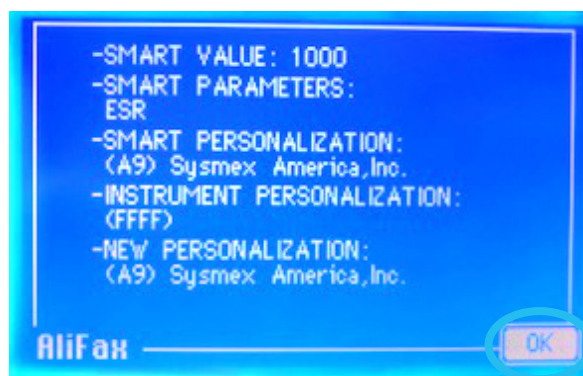 -SMART VALUE: 1000
-SMART PARAMETERS:
ESR
-SMART PERSONALIZATION:
(A9) Sysmex America,Inc.
-INSTRUMENT PERSONALIZATION:
(FFFF)
-NEW PERSONALIZATION:
(A9) Sysmex America,Inc.
AliFax
OK